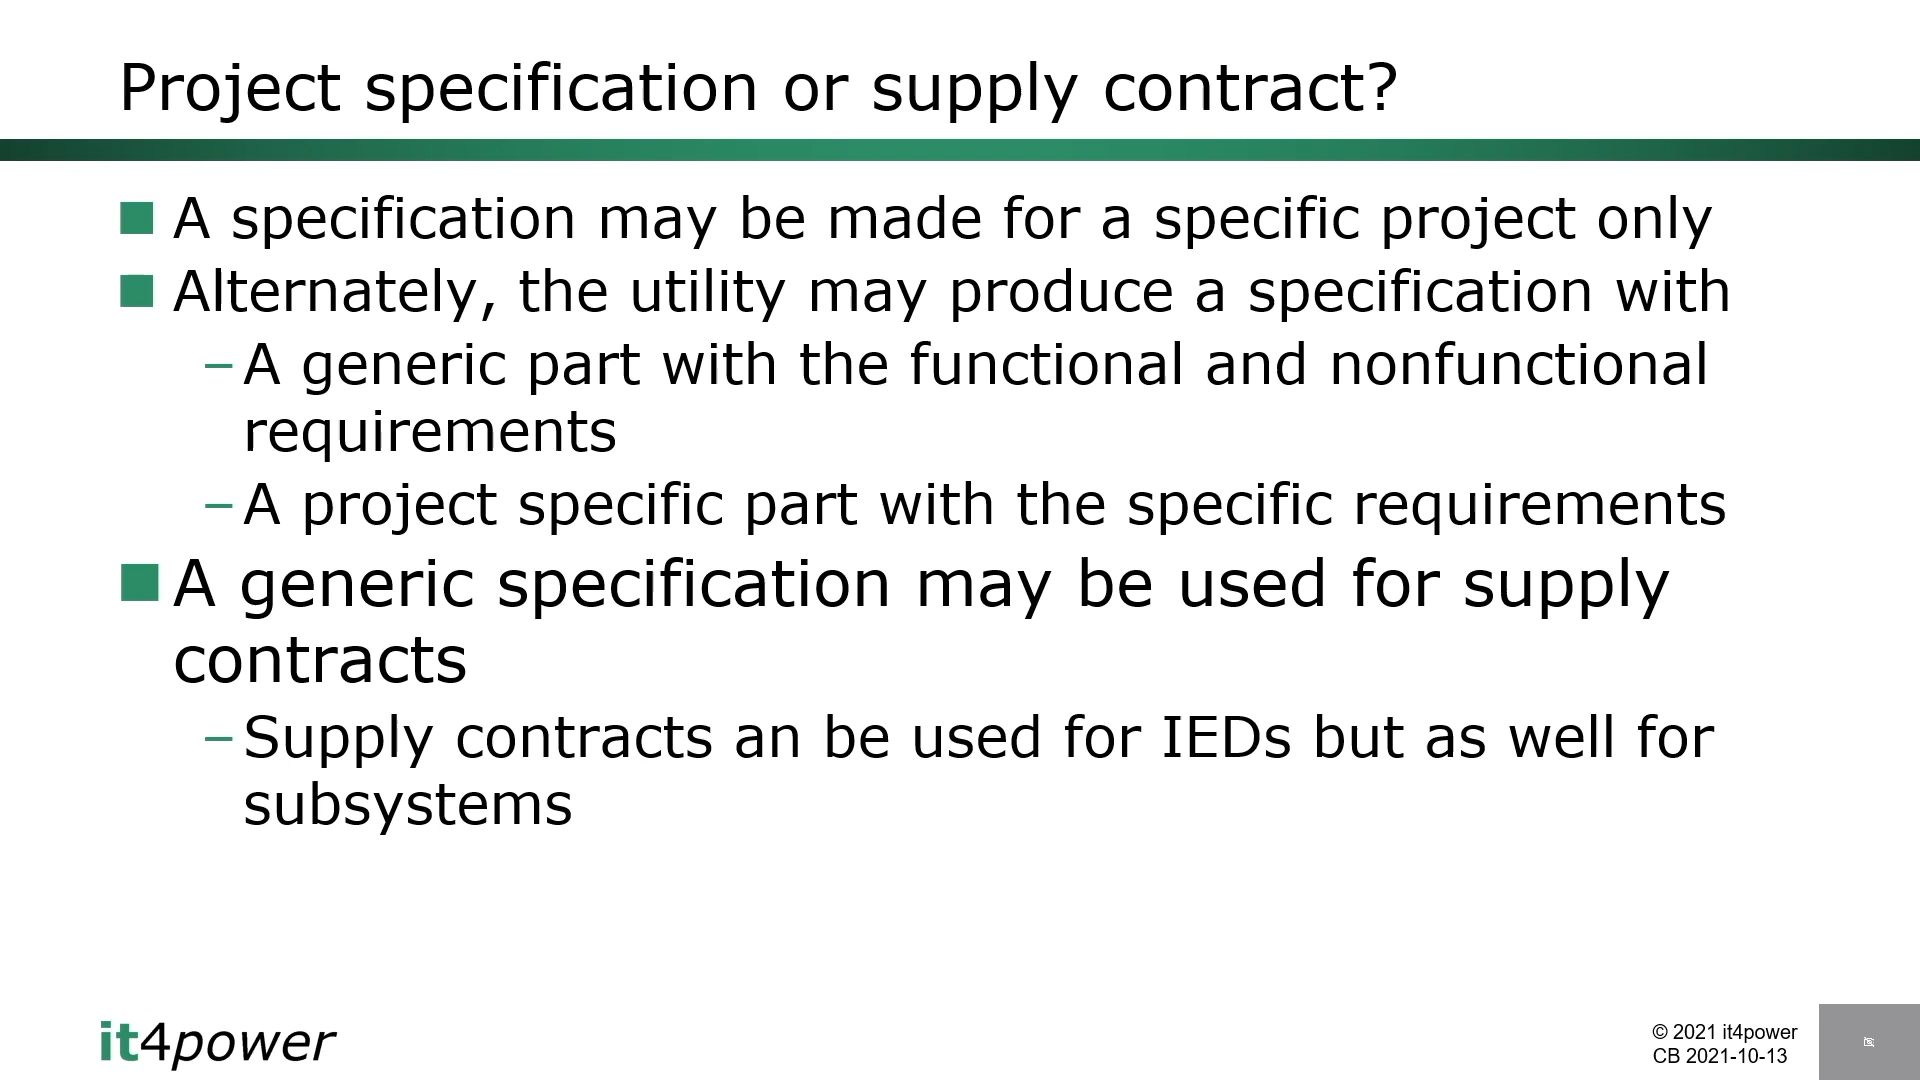 Project specification or supply contract?
A specification may be made for a specific project only
Alternately, the utility may produce a specification with
– A generic part with the functional and nonfunctional
requirements
– A project specific part with the specific requirements
A generic specification may be used for supply
contracts
– Supply contracts an be used for IEDs but as well for
subsystems
it4power
© 2021 it4power
CB 2021-10-13